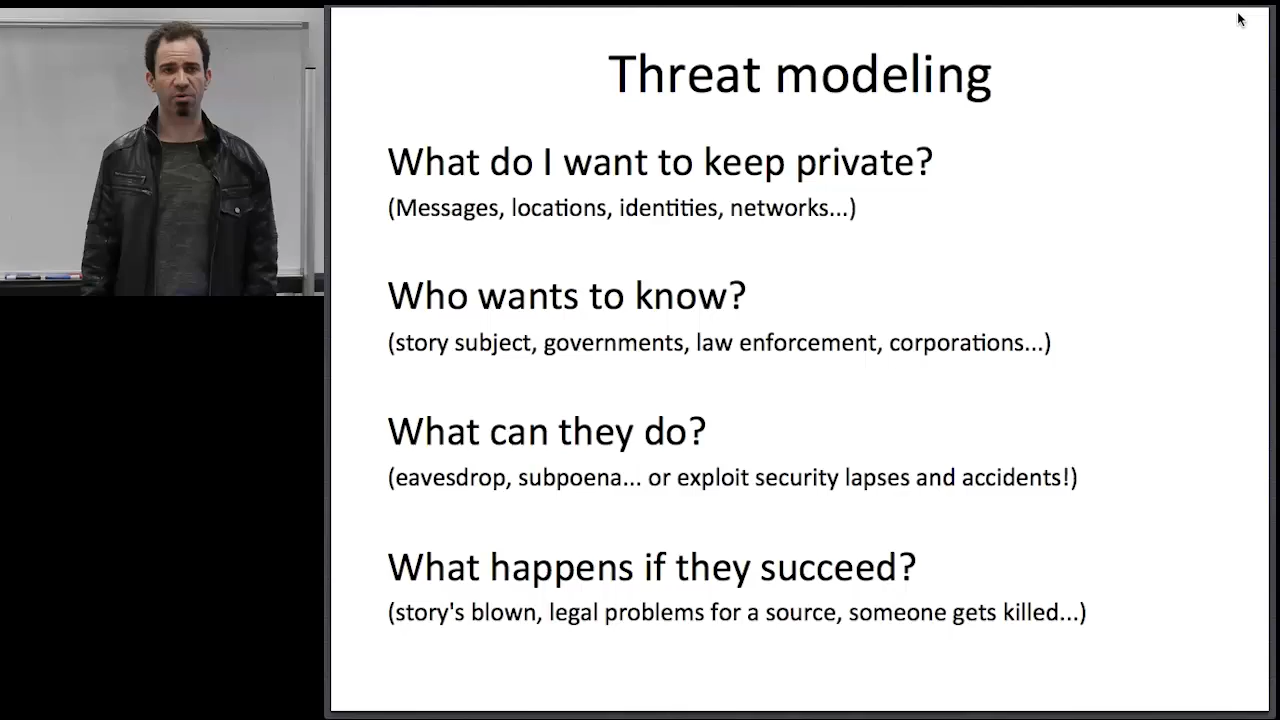 Threat modeling
What do I want to keep private?
(Messages, locations, identities, networks...)
Who wants to know?
(story subject, governments, law enforcement, corporations...)
What can they do?
(eavesdrop, subpoena... or exploit security lapses and accidents!)
What happens if they succeed?
(story's blown, legal problems for a source, someone gets killed...)